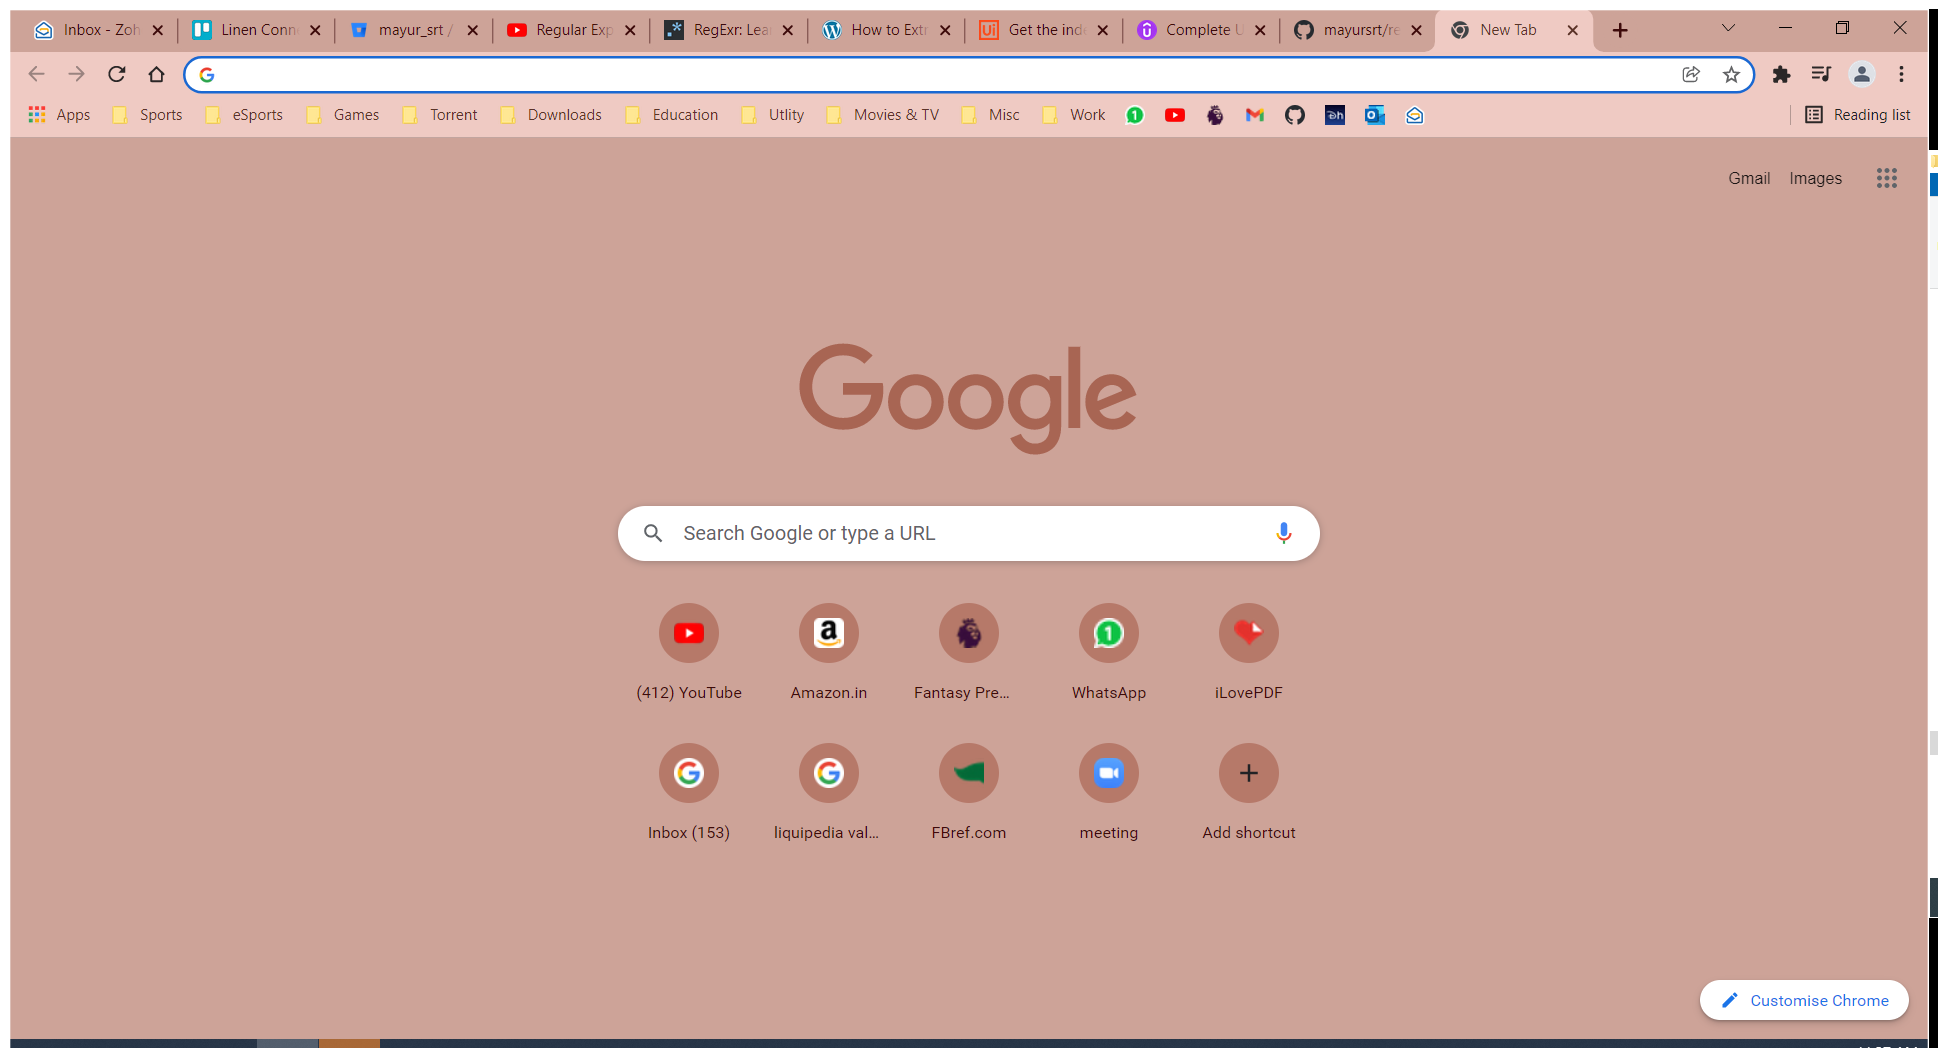 Inbox - Zoh
Linen Conn
mayur_srt /
Regular Exp
RegExr: Lea
How to Extr
Get the inde
Complete U
mayursrt/re
New Tab
Apps
Sports
eSports
Games
Torrent
Downloads
Education
Utlity
Movies & TV
Misc
Work
Reading list
Gmail
Images
Google
Search Google or type a URL
(412) YouTube
Amazon.in
Fantasy Pre...
WhatsApp
iLovePDF
Inbox (153)
liquipedia val...
FBref.com
meeting
Add shortcut
Customise Chrome